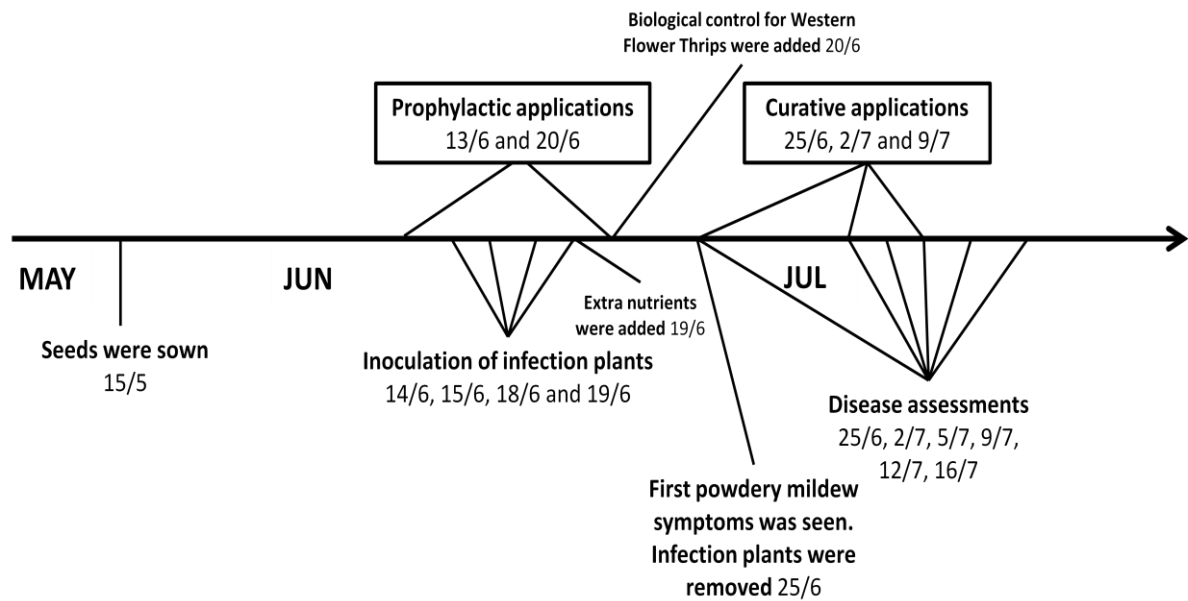 Biological control for Western
Flower Thrips were added 20/6
Prophylactic applications
13/6 and 20/6
Curative applications
25/6, 2/7 and 9/7
MAY
JUN
JUL
Seeds were sown
15/5
Inoculation of infection plants
14/6, 15/6, 18/6 and 19/6
Extra nutrients
were added 19/6
Disease assessments
25/6, 2/7, 5/7, 9/7,
12/7, 16/7
First powdery mildew
symptoms was seen.
Infection plants were
removed 25/6